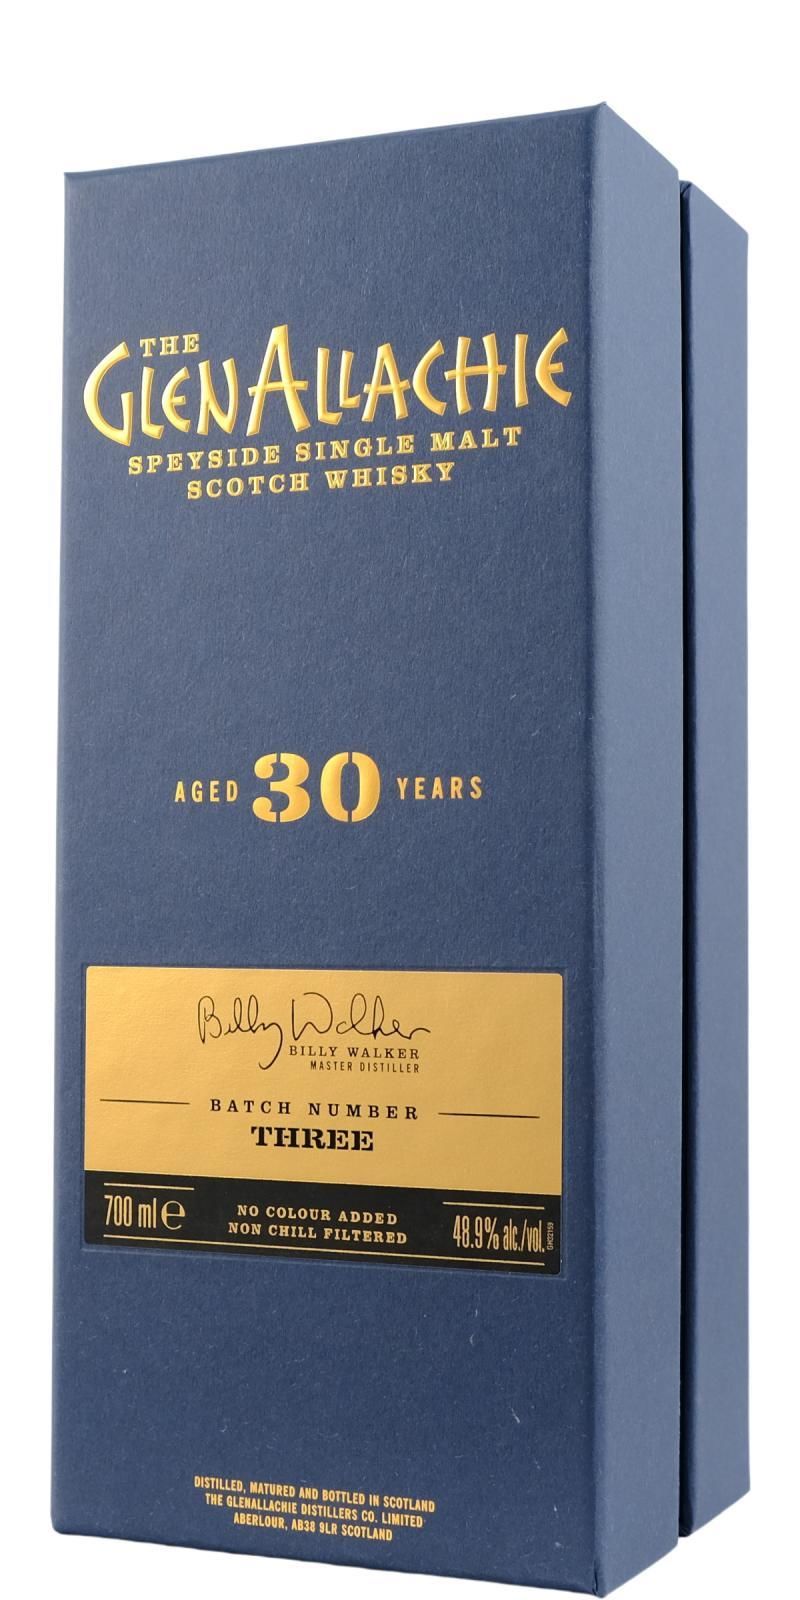 THE
GLENALLACHIE
SPEYSIDE SINGLE MALT
SCOTCH WHISKY
AGED 30 YEARS
Billy Walker
BILLY WALKER
MASTER DISTILLER
BATCH NUMBER
THREE
700 ml e
NO COLOUR ADDED
NON CHILL FILTERED
48.9% alc./vol.
GH22159
DISTILLED, MATURED AND BOTTLED IN SCOTLAND
THE GLENALLACHIE DISTILLERS CO. LIMITED
ABERLOUR, AB38 9LR SCOTLAND